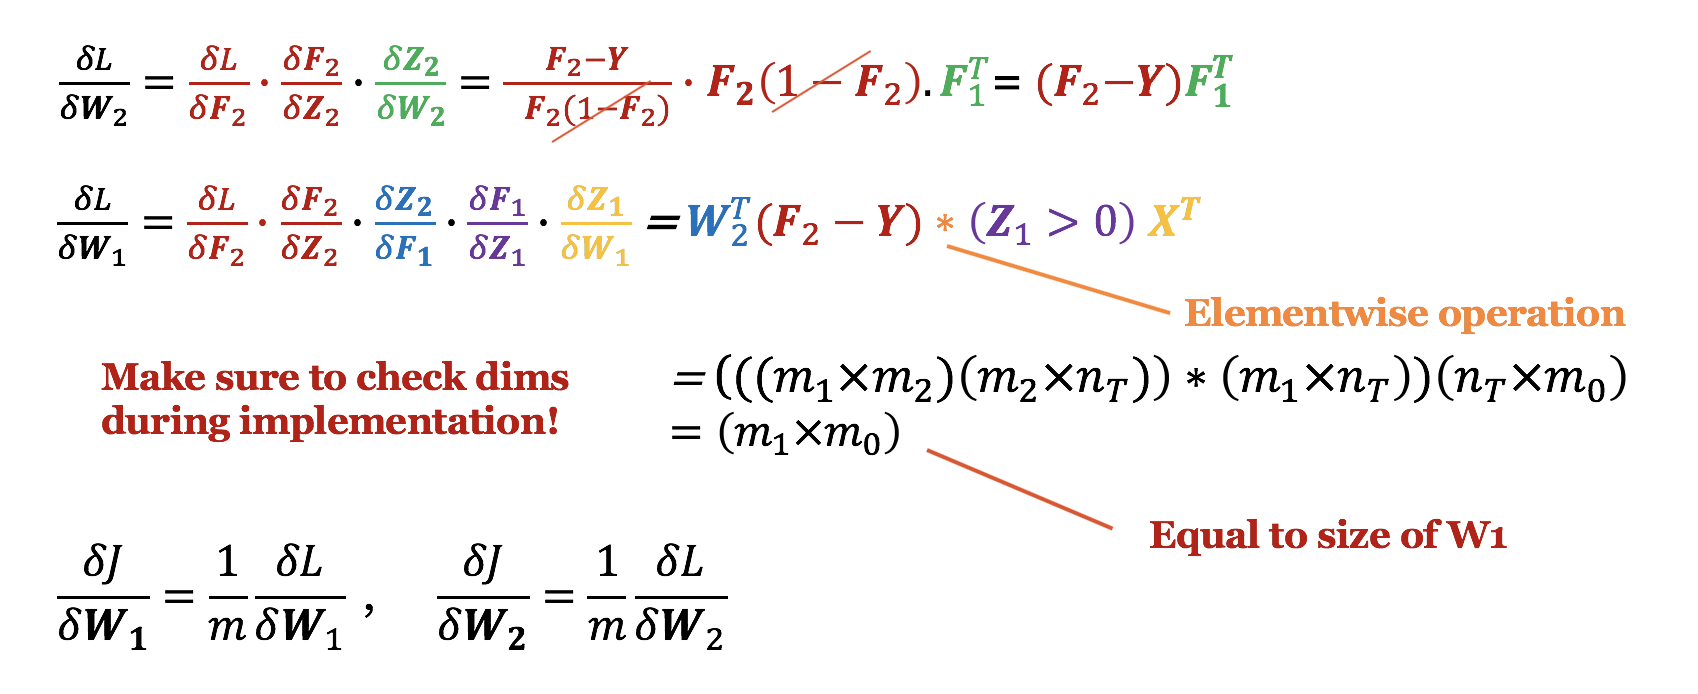 δL/δW₂ = δL/δF₂ · δF₂/δZ₂ · δZ₂/δW₂ = F₂−Y/F₂(1−F₂) · F₂(1 − F₂). F₁ᵀ = (F₂−Y)F₁ᵀ
δL/δW₁ = δL/δF₂ · δF₂/δZ₂ · δZ₂/δF₁ · δF₁/δZ₁ · δZ₁/δW₁ = W₂ᵀ(F₂ − Y) * (Z₁ > 0) Xᵀ
Elementwise operation
Make sure to check dims
during implementation!
= (((m₁×m₂)(m₂×n_T)) * (m₁×n_T))(n_T×m₀)
= (m₁×m₀)
Equal to size of W1
δJ/δW₁ = 1/m δL/δW₁ , δJ/δW₂ = 1/m δL/δW₂